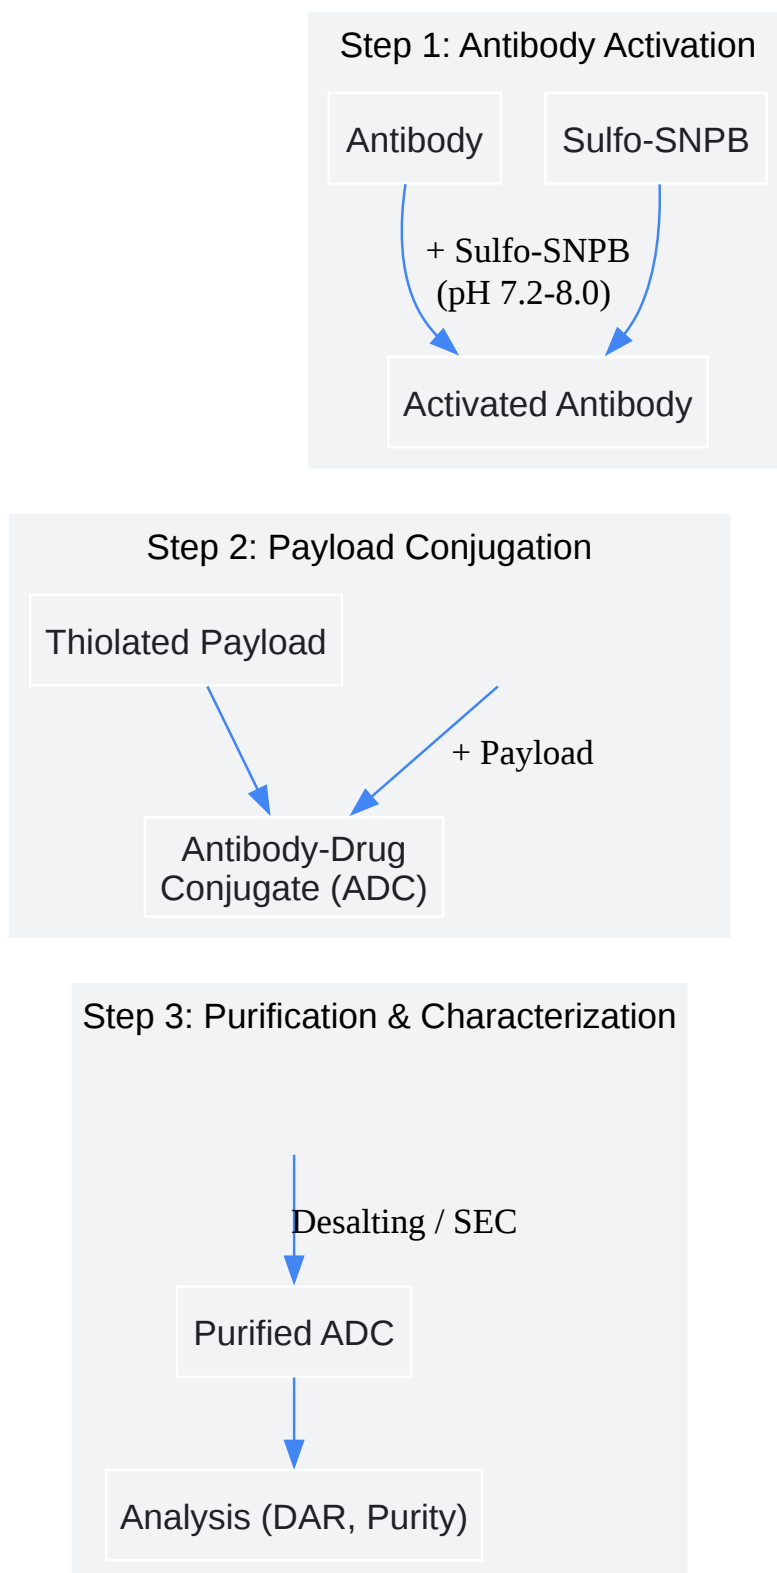 Step 1: Antibody Activation
Antibody
Sulfo-SNPB
+ Sulfo-SNPB
(pH 7.2-8.0)
Activated Antibody
Step 2: Payload Conjugation
Thiolated Payload
+ Payload
Antibody-Drug
Conjugate (ADC)
Step 3: Purification & Characterization
Desalting / SEC
Purified ADC
Analysis (DAR, Purity)